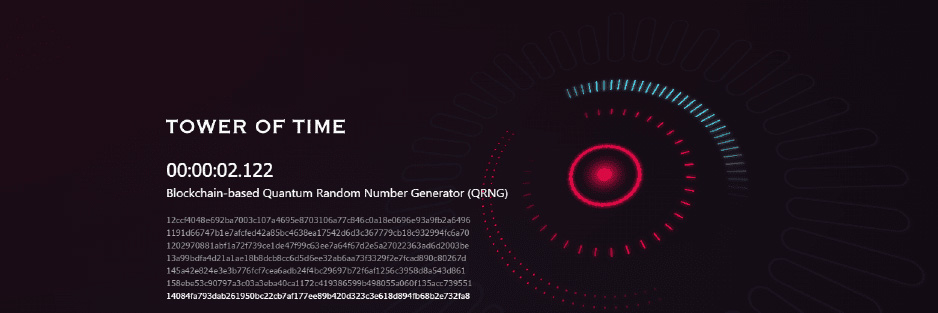 TOWER OF TIME
00:00:02.122
Blockchain-based Quantum Random Number Generator (QRNG)
12ccf4048e692ba7003c107a4695e8703106a77c846c0a18e0696e93a9fb2a6496
1191d66747b1e7afcfed42a85bc4638ea17542d6d3c367779cb18c932994fc6a70
1202970881abf1a72f739ce1de47f99c63ee7a64f67d2e5a27022363ad6d2003be
13a99bdfa4d21a1ae18b8dcb8cc6d5d6ee32ab6aa73f3329f2e7fcad890c80267d
145a42e824e3e3b776fcf7cea6adb24f4bc29697b72f6af1256c3958d8a543d861
158ebe53c90797a3c03a3eba40ca1172c419386599b498055a060f135acc739551
14084fa793dab261950bc22cb7af177ee89b420d323c3e618d894fb68b2e732fa8